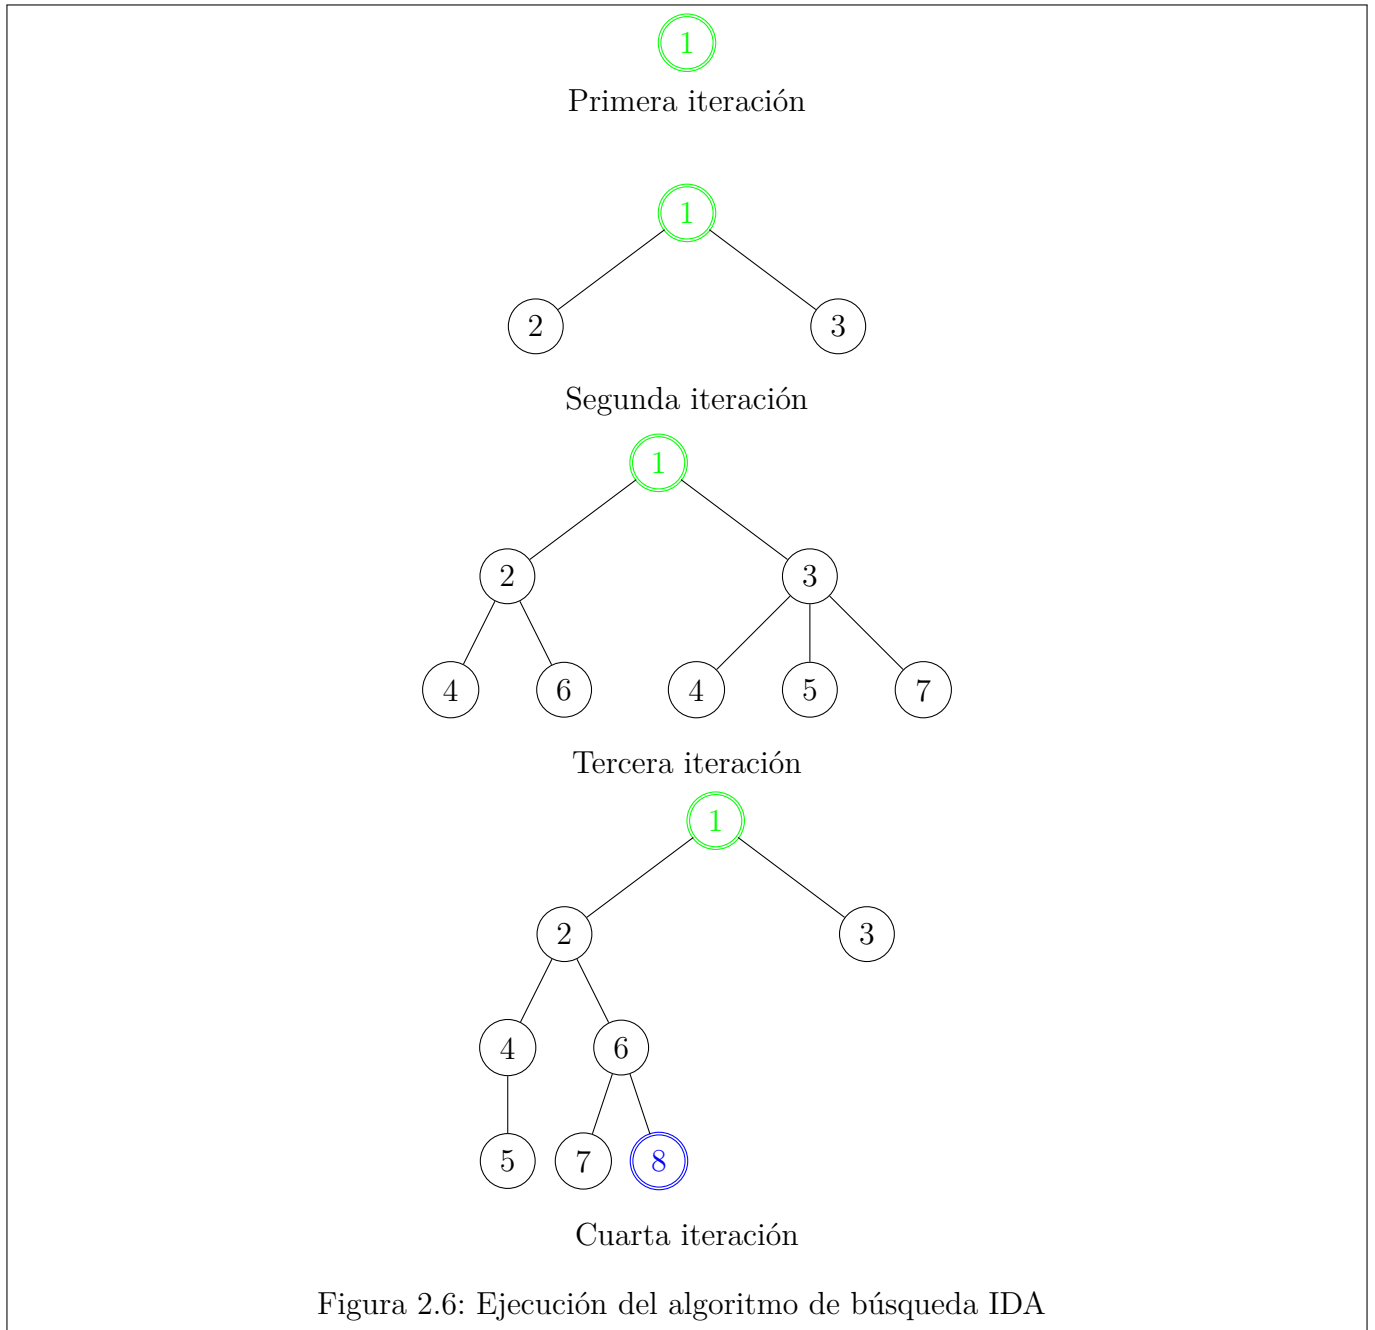 1
Primera iteración
1
2 3
Segunda iteración
1
2 3
4 6 4 5 7
Tercera iteración
1
2 3
4 6
5 7 8
Cuarta iteración
Figura 2.6: Ejecución del algoritmo de búsqueda IDA